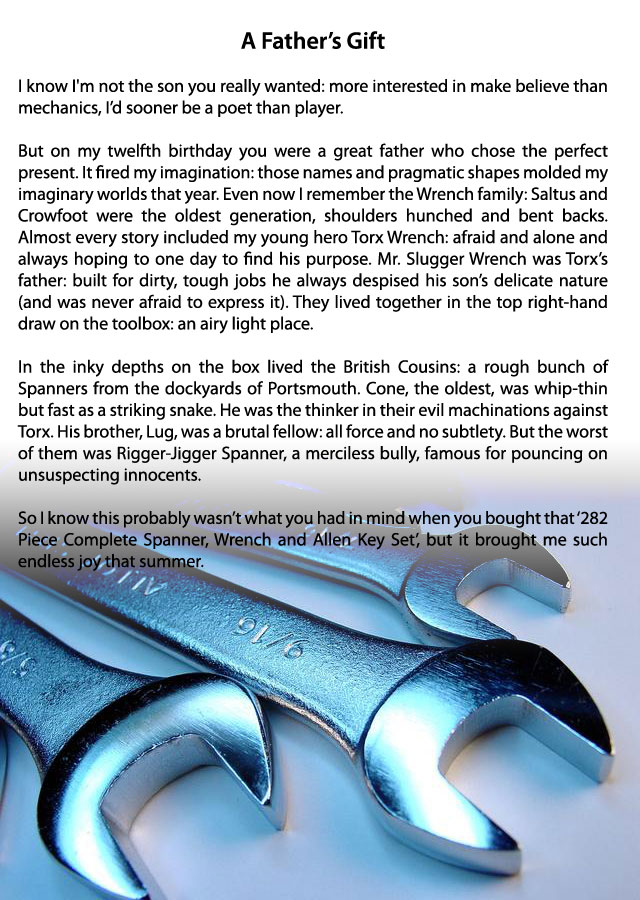 A Father’s Gift
I know I'm not the son you really wanted: more interested in make believe than
mechanics, I’d sooner be a poet than player.
But on my twelfth birthday you were a great father who chose the perfect
present. It fired my imagination: those names and pragmatic shapes molded my
imaginary worlds that year. Even now I remember the Wrench family: Saltus and
Crowfoot were the oldest generation, shoulders hunched and bent backs.
Almost every story included my young hero Torx Wrench: afraid and alone and
always hoping to one day to find his purpose. Mr. Slugger Wrench was Torx’s
father: built for dirty, tough jobs he always despised his son’s delicate nature
(and was never afraid to express it). They lived together in the top right-hand
draw on the toolbox: an airy light place.
In the inky depths on the box lived the British Cousins: a rough bunch of
Spanners from the dockyards of Portsmouth. Cone, the oldest, was whip-thin
but fast as a striking snake. He was the thinker in their evil machinations against
Torx. His brother, Lug, was a brutal fellow: all force and no subtlety. But the worst
of them was Rigger-Jigger Spanner, a merciless bully, famous for pouncing on
unsuspecting innocents.
So I know this probably wasn’t what you had in mind when you bought that ‘282
Piece Complete Spanner, Wrench and Allen Key Set’, but it brought me such
endless joy that summer.
9/16
5/8